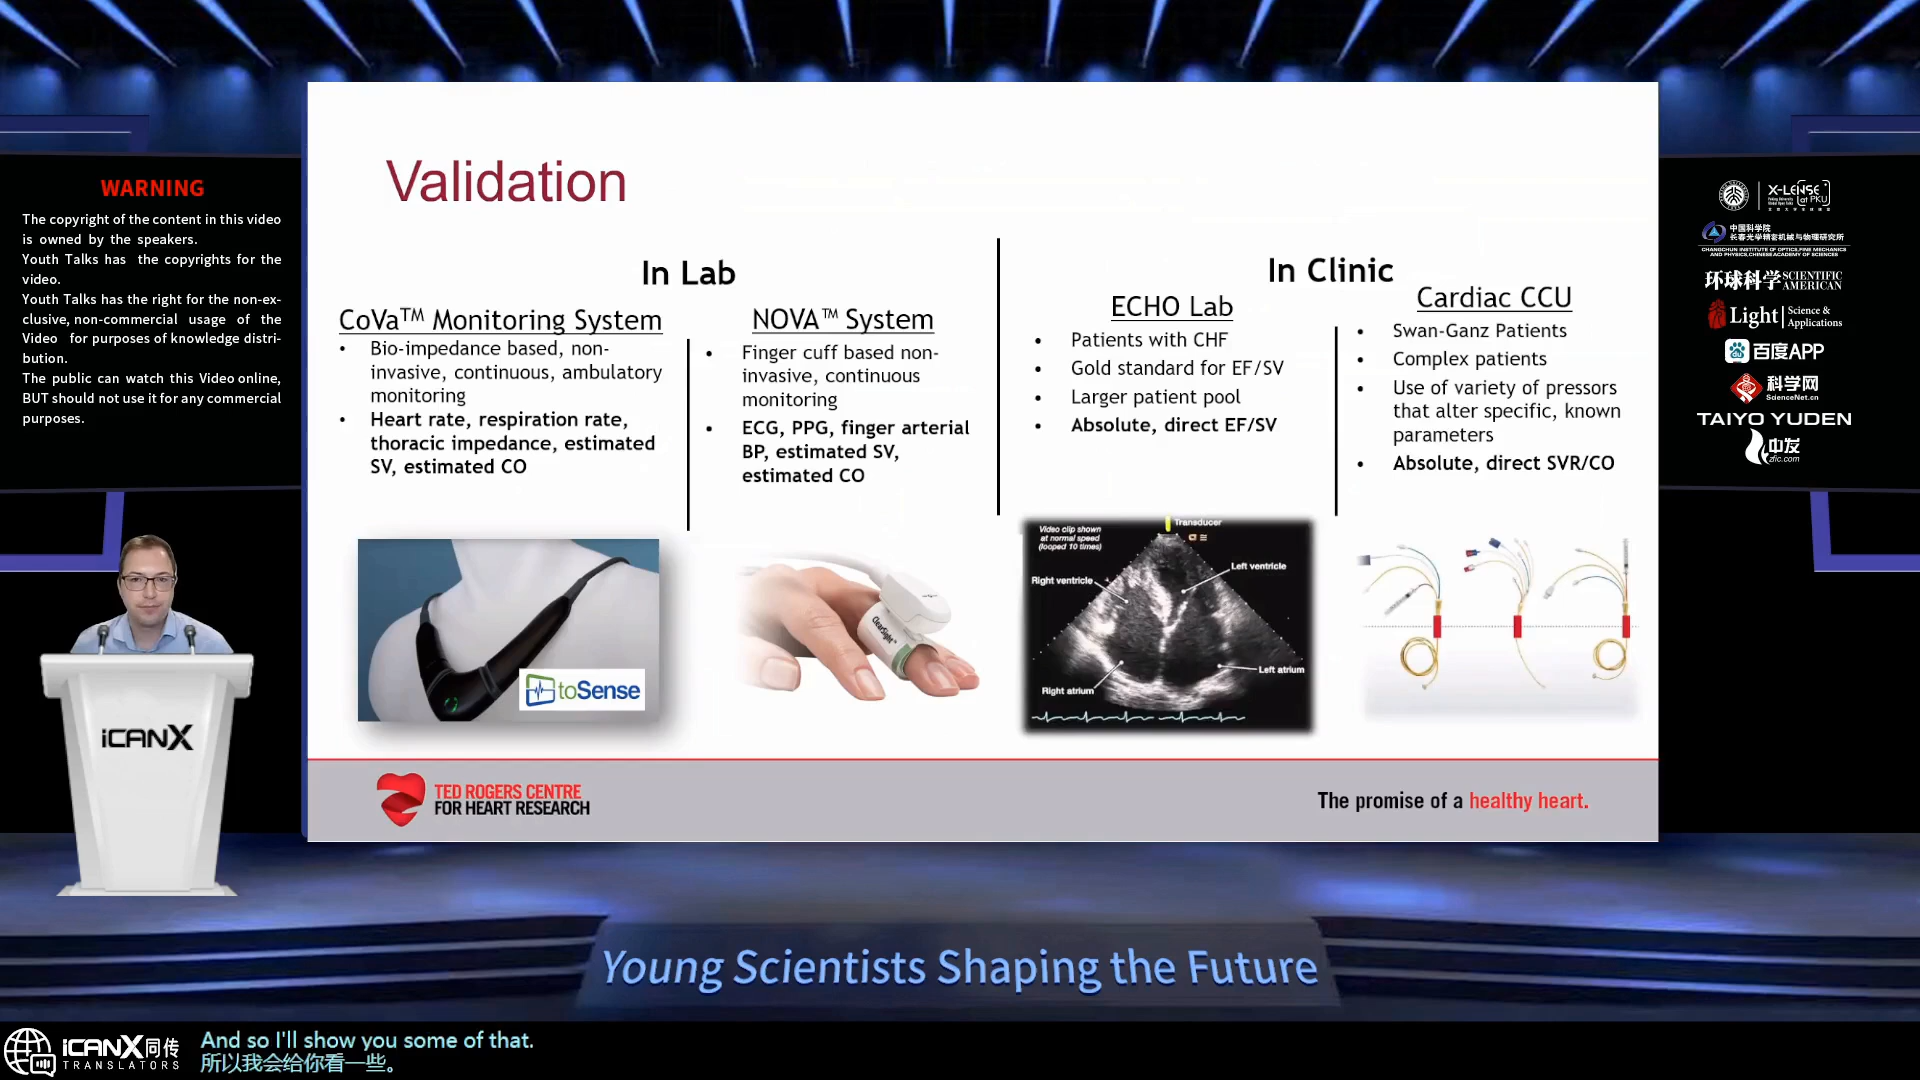 WARNING
The copyright of the content in this video
is owned by the speakers.
Youth Talks has the copyrights for the
video.
Youth Talks has the right for the non-ex-
clusive, non-commercial usage of the
Video for purposes of knowledge distri-
bution.
The public can watch this Video online,
BUT should not use it for any commercial
purposes.
Validation
In Lab
CoVa™ Monitoring System
• Bio-impedance based, non-
invasive, continuous, ambulatory
monitoring
• Heart rate, respiration rate,
thoracic impedance, estimated
SV, estimated CO
NOVA™ System
• Finger cuff based non-
invasive, continuous
monitoring
• ECG, PPG, finger arterial
BP, estimated SV,
estimated CO
In Clinic
ECHO Lab
• Patients with CHF
• Gold standard for EF/SV
• Larger patient pool
• Absolute, direct EF/SV
Cardiac CCU
• Swan-Ganz Patients
• Complex patients
• Use of variety of pressors
that alter specific, known
parameters
• Absolute, direct SVR/CO
toSense
ClearSight
Video clip shown
at normal speed
(looped 10 times)
Transducer
Right ventricle
Left ventricle
Left atrium
Right atrium
TED ROGERS CENTRE
FOR HEART RESEARCH
The promise of a healthy heart.
X-LENSE
at PKU
中国科学院
长春光学精密机械与物理研究所
CHANGCHUN INSTITUTE OF OPTICS, FINE MECHANICS
AND PHYSICS, CHINESE ACADEMY OF SCIENCES
环球科学 SCIENTIFIC
AMERICAN
Light Science &
Applications
百度APP
科学网
ScienceNet.cn
TAIYO YUDEN
中发
zfic.com
iCANX
Young Scientists Shaping the Future
iCANX同传
TRANSLATORS
And so I'll show you some of that.
所以我会给你看一些。